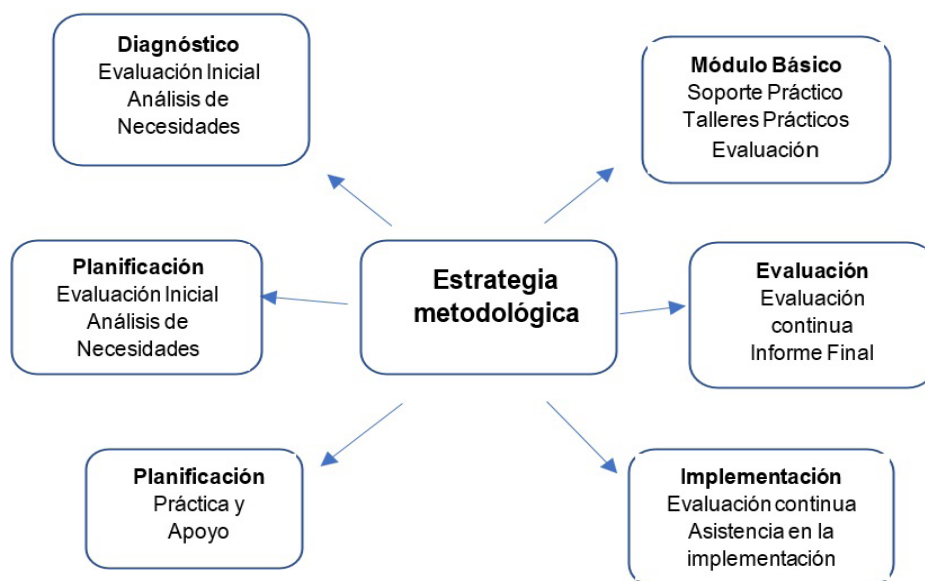 Diagnóstico
Evaluación Inicial
Análisis de
Necesidades
Módulo Básico
Soporte Práctico
Talleres Prácticos
Evaluación
Planificación
Evaluación Inicial
Análisis de
Necesidades
Estrategia
metodológica
Evaluación
Evaluación
continua
Informe Final
Planificación
Práctica y
Apoyo
Implementación
Evaluación continua
Asistencia en la
implementación